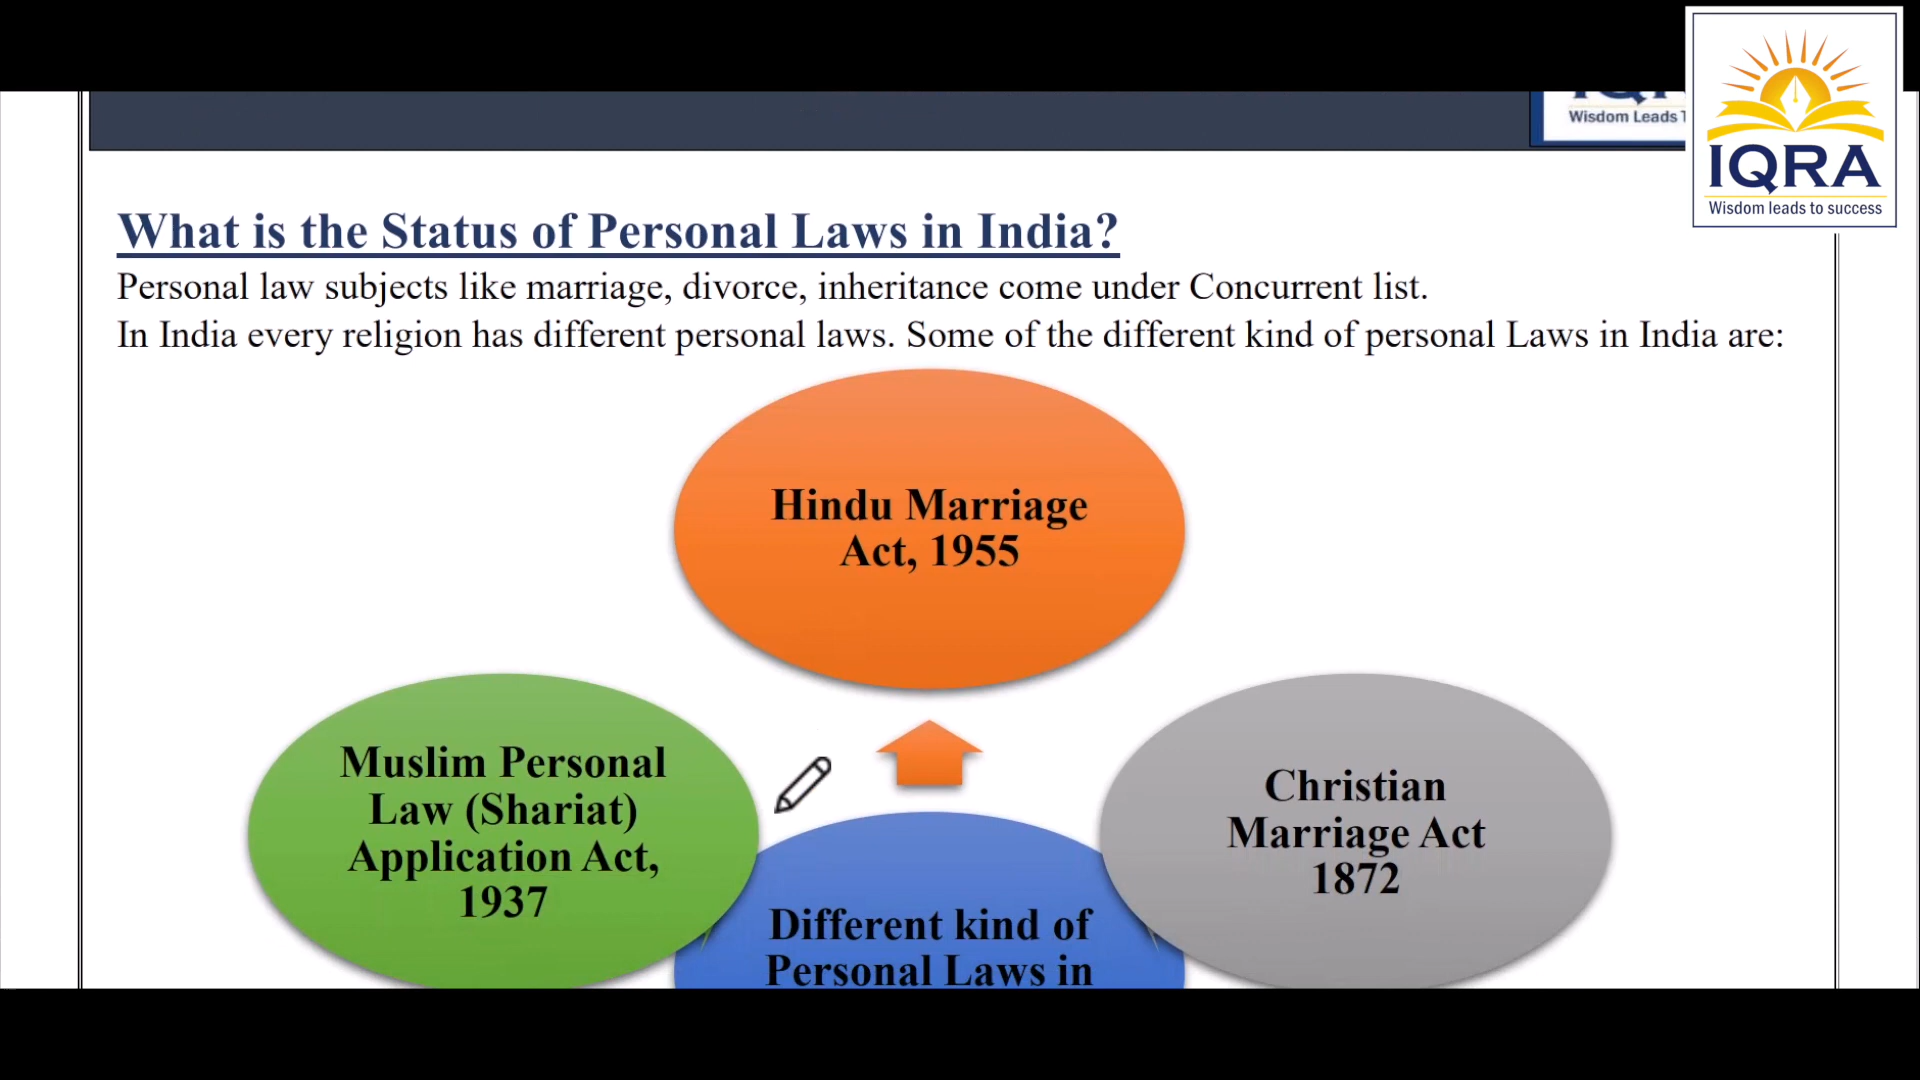 Wisdom Leads
IQRA
Wisdom leads to success
What is the Status of Personal Laws in India?
Personal law subjects like marriage, divorce, inheritance come under Concurrent list.
In India every religion has different personal laws. Some of the different kind of personal Laws in India are:
Hindu Marriage
Act, 1955
Muslim Personal
Law (Shariat)
Application Act,
1937
Christian
Marriage Act
1872
Different kind of
Personal Laws in